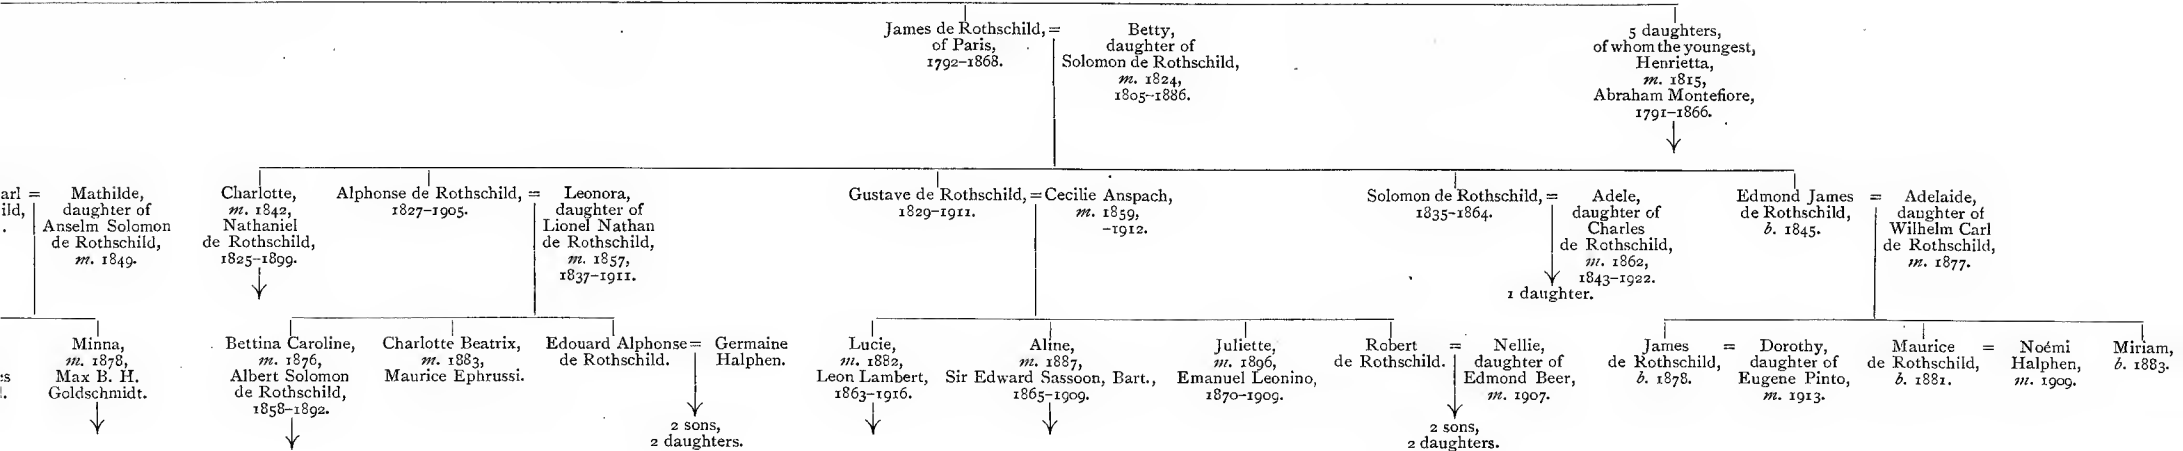 James de Rothschild, =
of Paris,
1792–1868.
Betty,
daughter of
Solomon de Rothschild,
m. 1824,
1805–1886.
5 daughters,
of whom the youngest,
Henrietta,
m. 1815,
Abraham Montefiore,
1791–1866.
arl =
ild,
.
Mathilde,
daughter of
Anselm Solomon
de Rothschild,
m. 1849.
Charlotte,
m. 1842,
Nathaniel
de Rothschild,
1825–1899.
Alphonse de Rothschild, =
1827–1905.
Leonora,
daughter of
Lionel Nathan
de Rothschild,
m. 1857,
1837–1911.
Gustave de Rothschild, =
1829–1911.
Cecilie Anspach,
m. 1859,
–1912.
Solomon de Rothschild, =
1835–1864.
Adele,
daughter of
Charles
de Rothschild,
m. 1862,
1843–1922.
1 daughter.
Edmond James =
de Rothschild,
b. 1845.
Adelaide,
daughter of
Wilhelm Carl
de Rothschild,
m. 1877.
:s
l.
Minna,
m. 1878,
Max B. H.
Goldschmidt.
Bettina Caroline,
m. 1876,
Albert Solomon
de Rothschild,
1858–1892.
Charlotte Beatrix,
m. 1883,
Maurice Ephrussi.
Edouard Alphonse =
de Rothschild.
Germaine
Halphen.
2 sons,
2 daughters.
Lucie,
m. 1882,
Leon Lambert,
1863–1916.
Aline,
m. 1887,
Sir Edward Sassoon, Bart.,
1865–1909.
Juliette,
m. 1896,
Emanuel Leonino,
1870–1909.
Robert =
de Rothschild.
Nellie,
daughter of
Edmond Beer,
m. 1907.
2 sons,
2 daughters.
James =
de Rothschild,
b. 1878.
Dorothy,
daughter of
Eugene Pinto,
m. 1913.
Maurice =
de Rothschild,
b. 1881.
Noémi
Halphen,
m. 1909.
Miriam,
b. 1883.